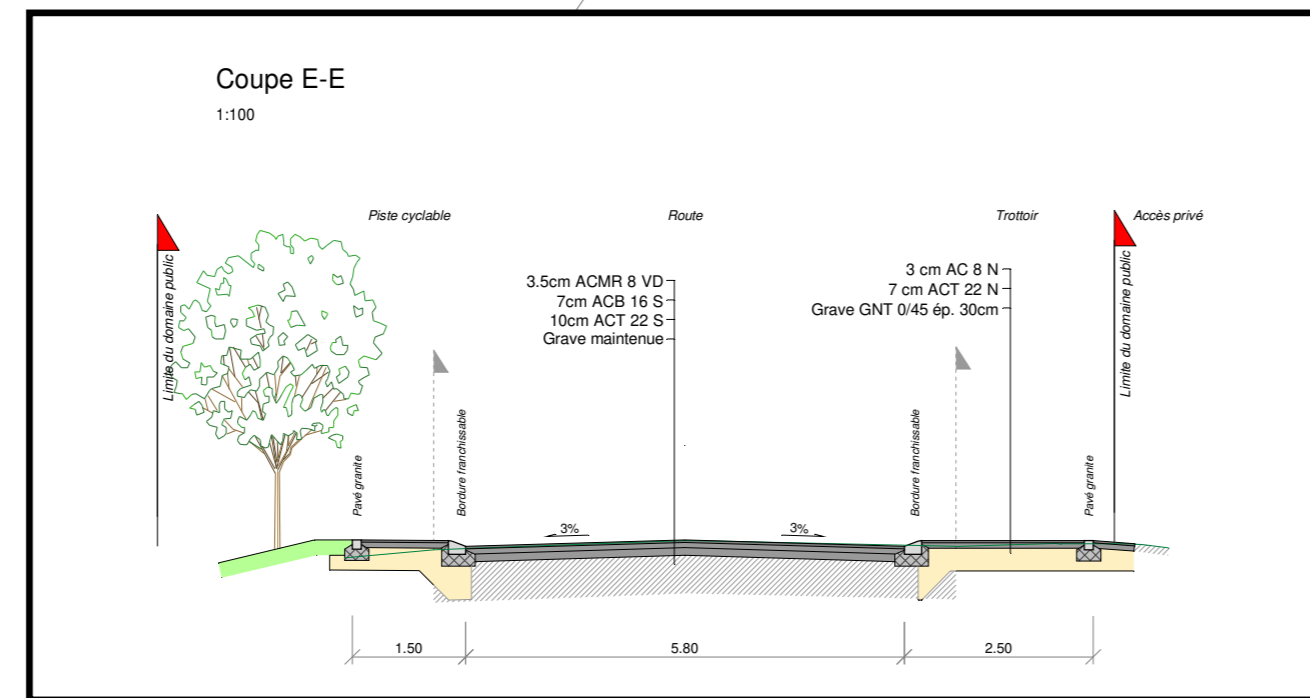 Coupe E-E
1:100
Piste cyclable
Route
Trottoir
Accès privé
Limite du domaine public
3.5cm ACMR 8 VD
7cm ACB 16 S
10cm ACT 22 S
Grave maintenue
3 cm AC 8 N
7 cm ACT 22 N
Grave GNT 0/45 ép. 30cm
Limite du domaine public
Pavé granite
Bordure franchissable
Bordure franchissable
Pavé granite
3%
3%
1.50
5.80
2.50